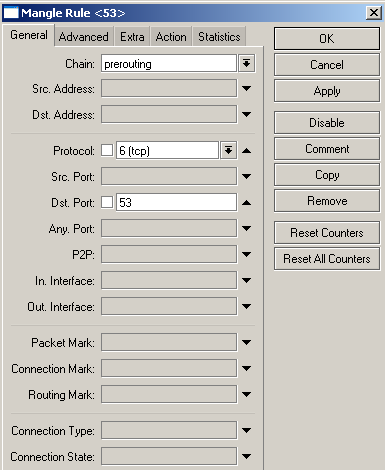 Mangle Rule <53>
General Advanced Extra Action Statistics
Chain: prerouting
Src. Address:
Dst. Address:
Protocol: 6 (tcp)
Src. Port:
Dst. Port: 53
Any. Port:
P2P:
In. Interface:
Out. Interface:
Packet Mark:
Connection Mark:
Routing Mark:
Connection Type:
Connection State:
OK
Cancel
Apply
Disable
Comment
Copy
Remove
Reset Counters
Reset All Counters